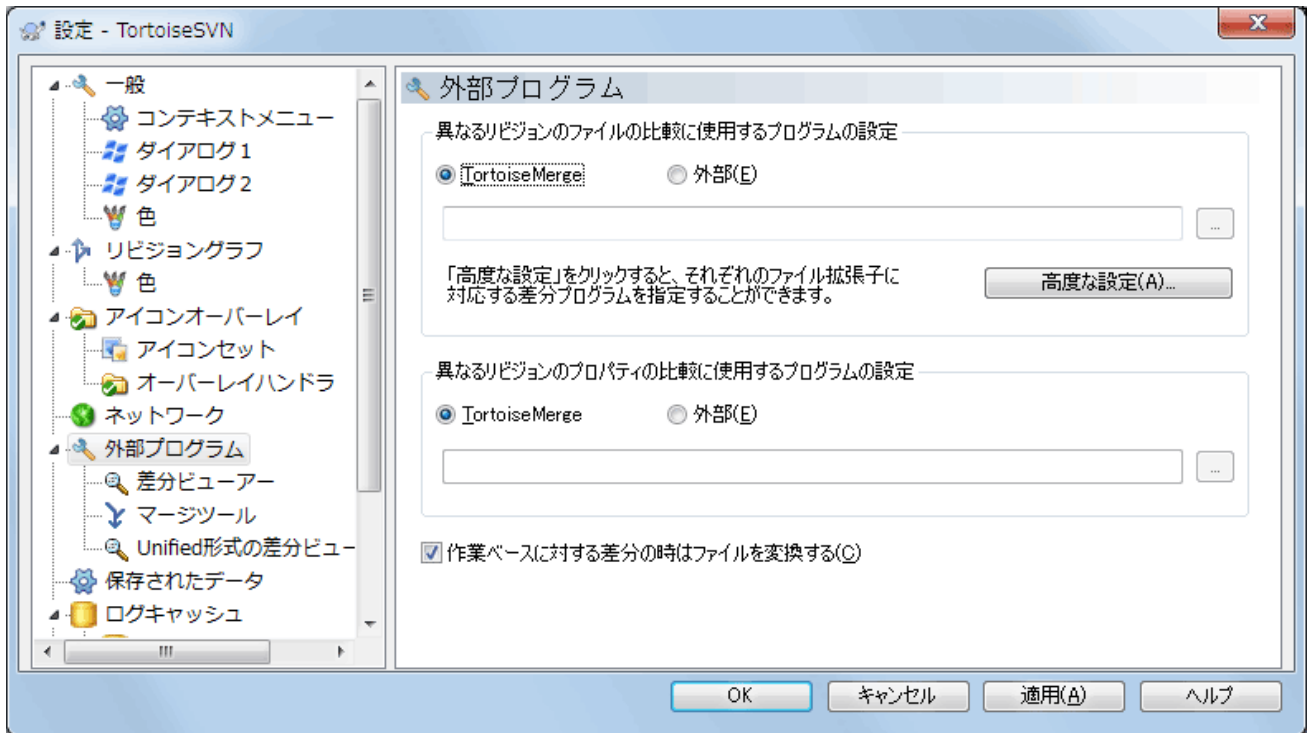 設定 - TortoiseSVN
一般
コンテキストメニュー
ダイアログ1
ダイアログ2
色
リビジョングラフ
色
アイコンオーバーレイ
アイコンセット
オーバーレイハンドラ
ネットワーク
外部プログラム
差分ビューアー
マージツール
Unified形式の差分ビュー
保存されたデータ
ログキャッシュ
外部プログラム
異なるリビジョンのファイルの比較に使用するプログラムの設定
TortoiseMerge 外部(E)
...
「高度な設定」をクリックすると、それぞれのファイル拡張子に
対応する差分プログラムを指定することができます。
高度な設定(A)...
異なるリビジョンのプロパティの比較に使用するプログラムの設定
TortoiseMerge 外部(E)
...
作業ベースに対する差分の時はファイルを変換する(C)
OK キャンセル 適用(A) ヘルプ